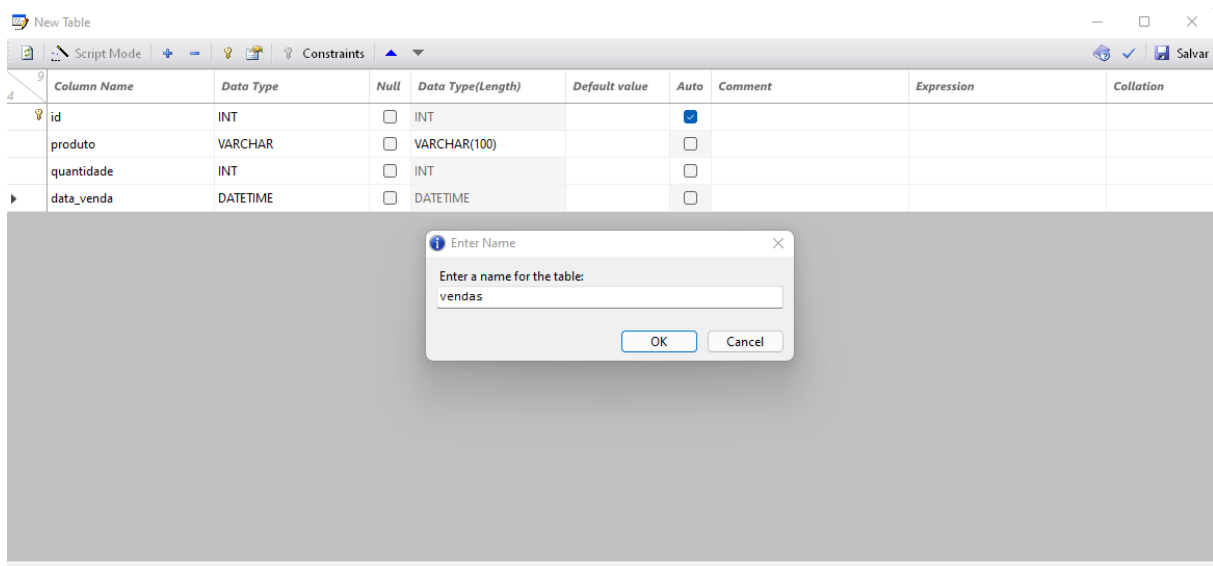 New Table
Script Mode Constraints Salvar
9
4
Column Name Data Type Null Data Type(Length) Default value Auto Comment Expression Collation
id INT INT
produto VARCHAR VARCHAR(100)
quantidade INT INT
data_venda DATETIME DATETIME
Enter Name
Enter a name for the table:
vendas
OK Cancel